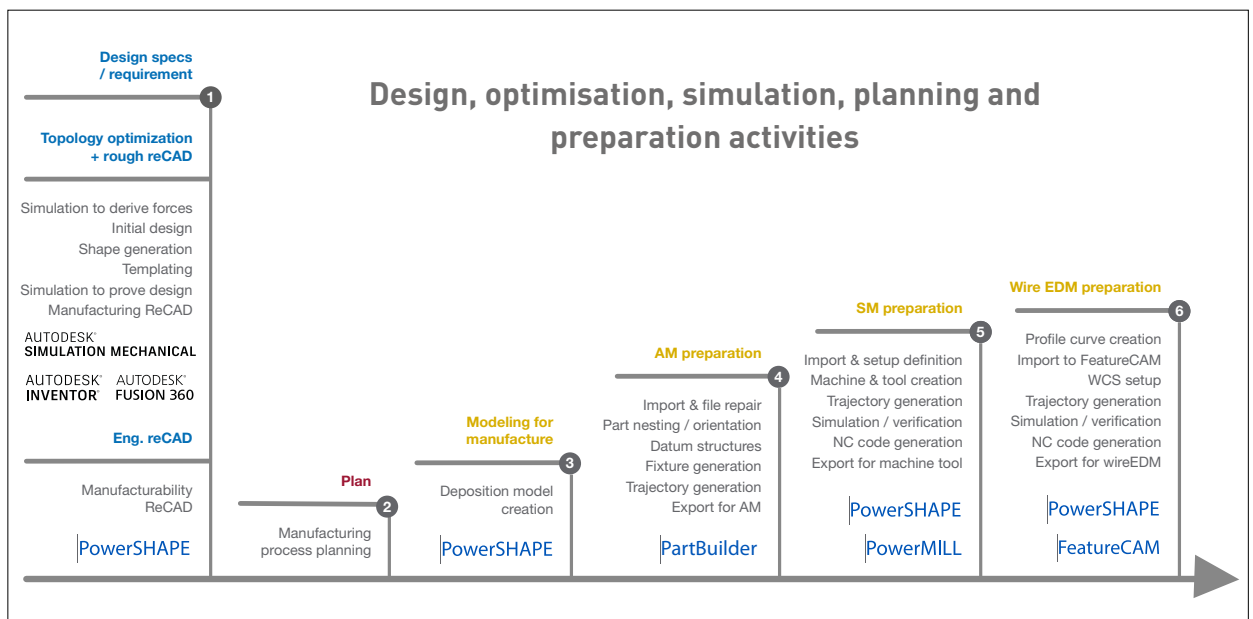 Design, optimisation, simulation, planning and
preparation activities
Design specs
/ requirement
1
Topology optimization
+ rough reCAD
Simulation to derive forces
Initial design
Shape generation
Templating
Simulation to prove design
Manufacturing ReCAD
AUTODESK®
SIMULATION MECHANICAL
AUTODESK®
INVENTOR®
AUTODESK®
FUSION 360
Eng. reCAD
Manufacturability
ReCAD
PowerSHAPE
Plan
2
Manufacturing
process planning
Modeling for
manufacture
3
Deposition model
creation
PowerSHAPE
AM preparation
4
Import & file repair
Part nesting / orientation
Datum structures
Fixture generation
Trajectory generation
Export for AM
PartBuilder
SM preparation
5
Import & setup definition
Machine & tool creation
Trajectory generation
Simulation / verification
NC code generation
Export for machine tool
PowerSHAPE
PowerMILL
Wire EDM preparation
6
Profile curve creation
Import to FeatureCAM
WCS setup
Trajectory generation
Simulation / verification
NC code generation
Export for wireEDM
PowerSHAPE
FeatureCAM